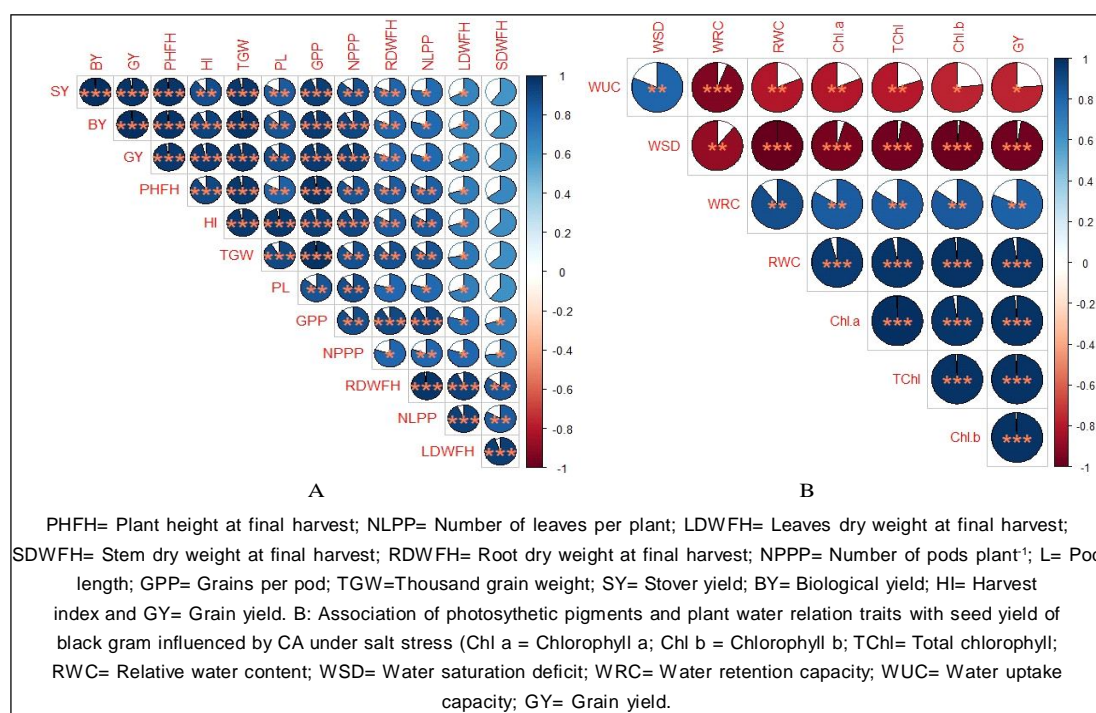 BY GY PHFH HI TGW PL GPP NPPP RDWFH NLPP LDWFH SDWFH
SY *** *** *** ** *** ** *** ** ** * *
BY *** *** *** *** ** *** *** ** * *
GY *** *** *** ** *** *** ** * *
PHFH *** *** ** *** ** ** ** *
HI *** *** *** *** ** ** *
TGW *** *** ** ** ** *
PL ** ** * * *
GPP ** *** *** * *
NPPP * ** * *
RDWFH *** *** **
NLPP *** **
LDWFH ***
1
0.8
0.6
0.4
0.2
0
-0.2
-0.4
-0.6
-0.8
-1
A
WSD WRC RWC Chl.a TChl Chl.b GY
WUC * *** ** ** ** * *
WSD ** *** *** *** *** ***
WRC ** ** ** ** **
RWC *** *** *** ***
Chl.a *** *** ***
TChl *** ***
Chl.b ***
1
0.8
0.6
0.4
0.2
0
-0.2
-0.4
-0.6
-0.8
-1
B
PHFH= Plant height at final harvest; NLPP= Number of leaves per plant; LDWFH= Leaves dry weight at final harvest;
SDWFH= Stem dry weight at final harvest; RDWFH= Root dry weight at final harvest; NPPP= Number of pods plant⁻¹; L= Pod
length; GPP= Grains per pod; TGW=Thousand grain weight; SY= Stover yield; BY= Biological yield; HI= Harvest
index and GY= Grain yield. B: Association of photosythetic pigments and plant water relation traits with seed yield of
black gram influenced by CA under salt stress (Chl a = Chlorophyll a; Chl b = Chlorophyll b; TChl= Total chlorophyll;
RWC= Relative water content; WSD= Water saturation deficit; WRC= Water retention capacity; WUC= Water uptake
capacity; GY= Grain yield.